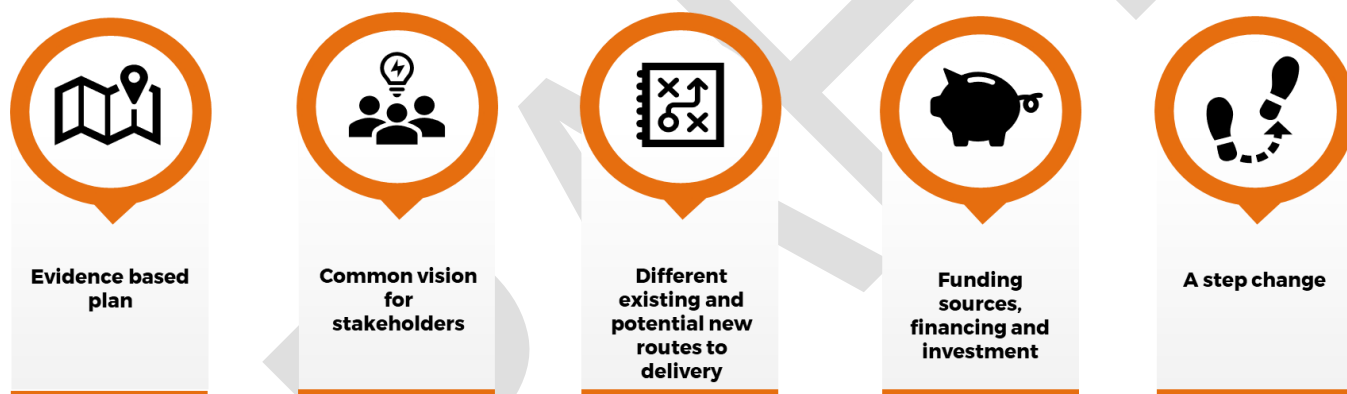 Evidence based
plan
Common vision
for
stakeholders
Different
existing and
potential new
routes to
delivery
Funding
sources,
financing and
investment
A step change